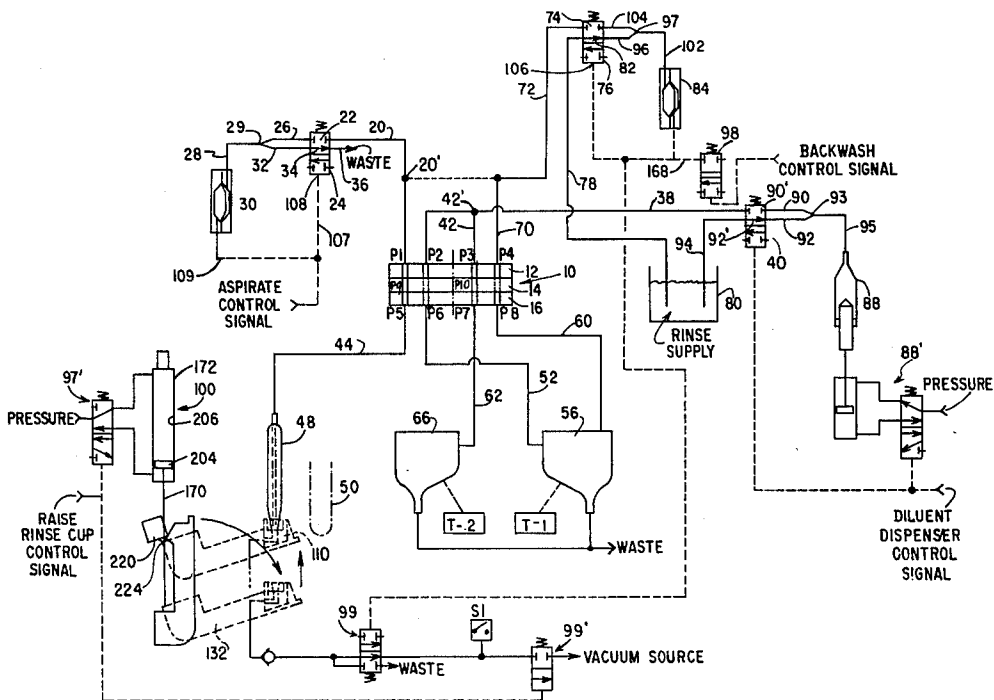 74
104
97
96
102
82
106
76
84
72
29
26
22
20
28
32
34
WASTE
36
30
108
24
20'
78
98
168
BACKWASH
CONTROL SIGNAL
42'
38
90'
90
93
42
70
92'
92
95
40
94
107
109
P1
P2
P3
P4
12
10
P9
P10
14
16
P5
P6
P7
P8
80
88
ASPIRATE
CONTROL
SIGNAL
RINSE
SUPPLY
60
44
97'
172
100
PRESSURE
206
204
170
48
50
62
52
66
56
88'
PRESSURE
T-.2
T-1
WASTE
RAISE
RINSE CUP
CONTROL
SIGNAL
220
224
110
132
DILUENT
DISPENSER
CONTROL
SIGNAL
99
S1
99'
WASTE
VACUUM SOURCE